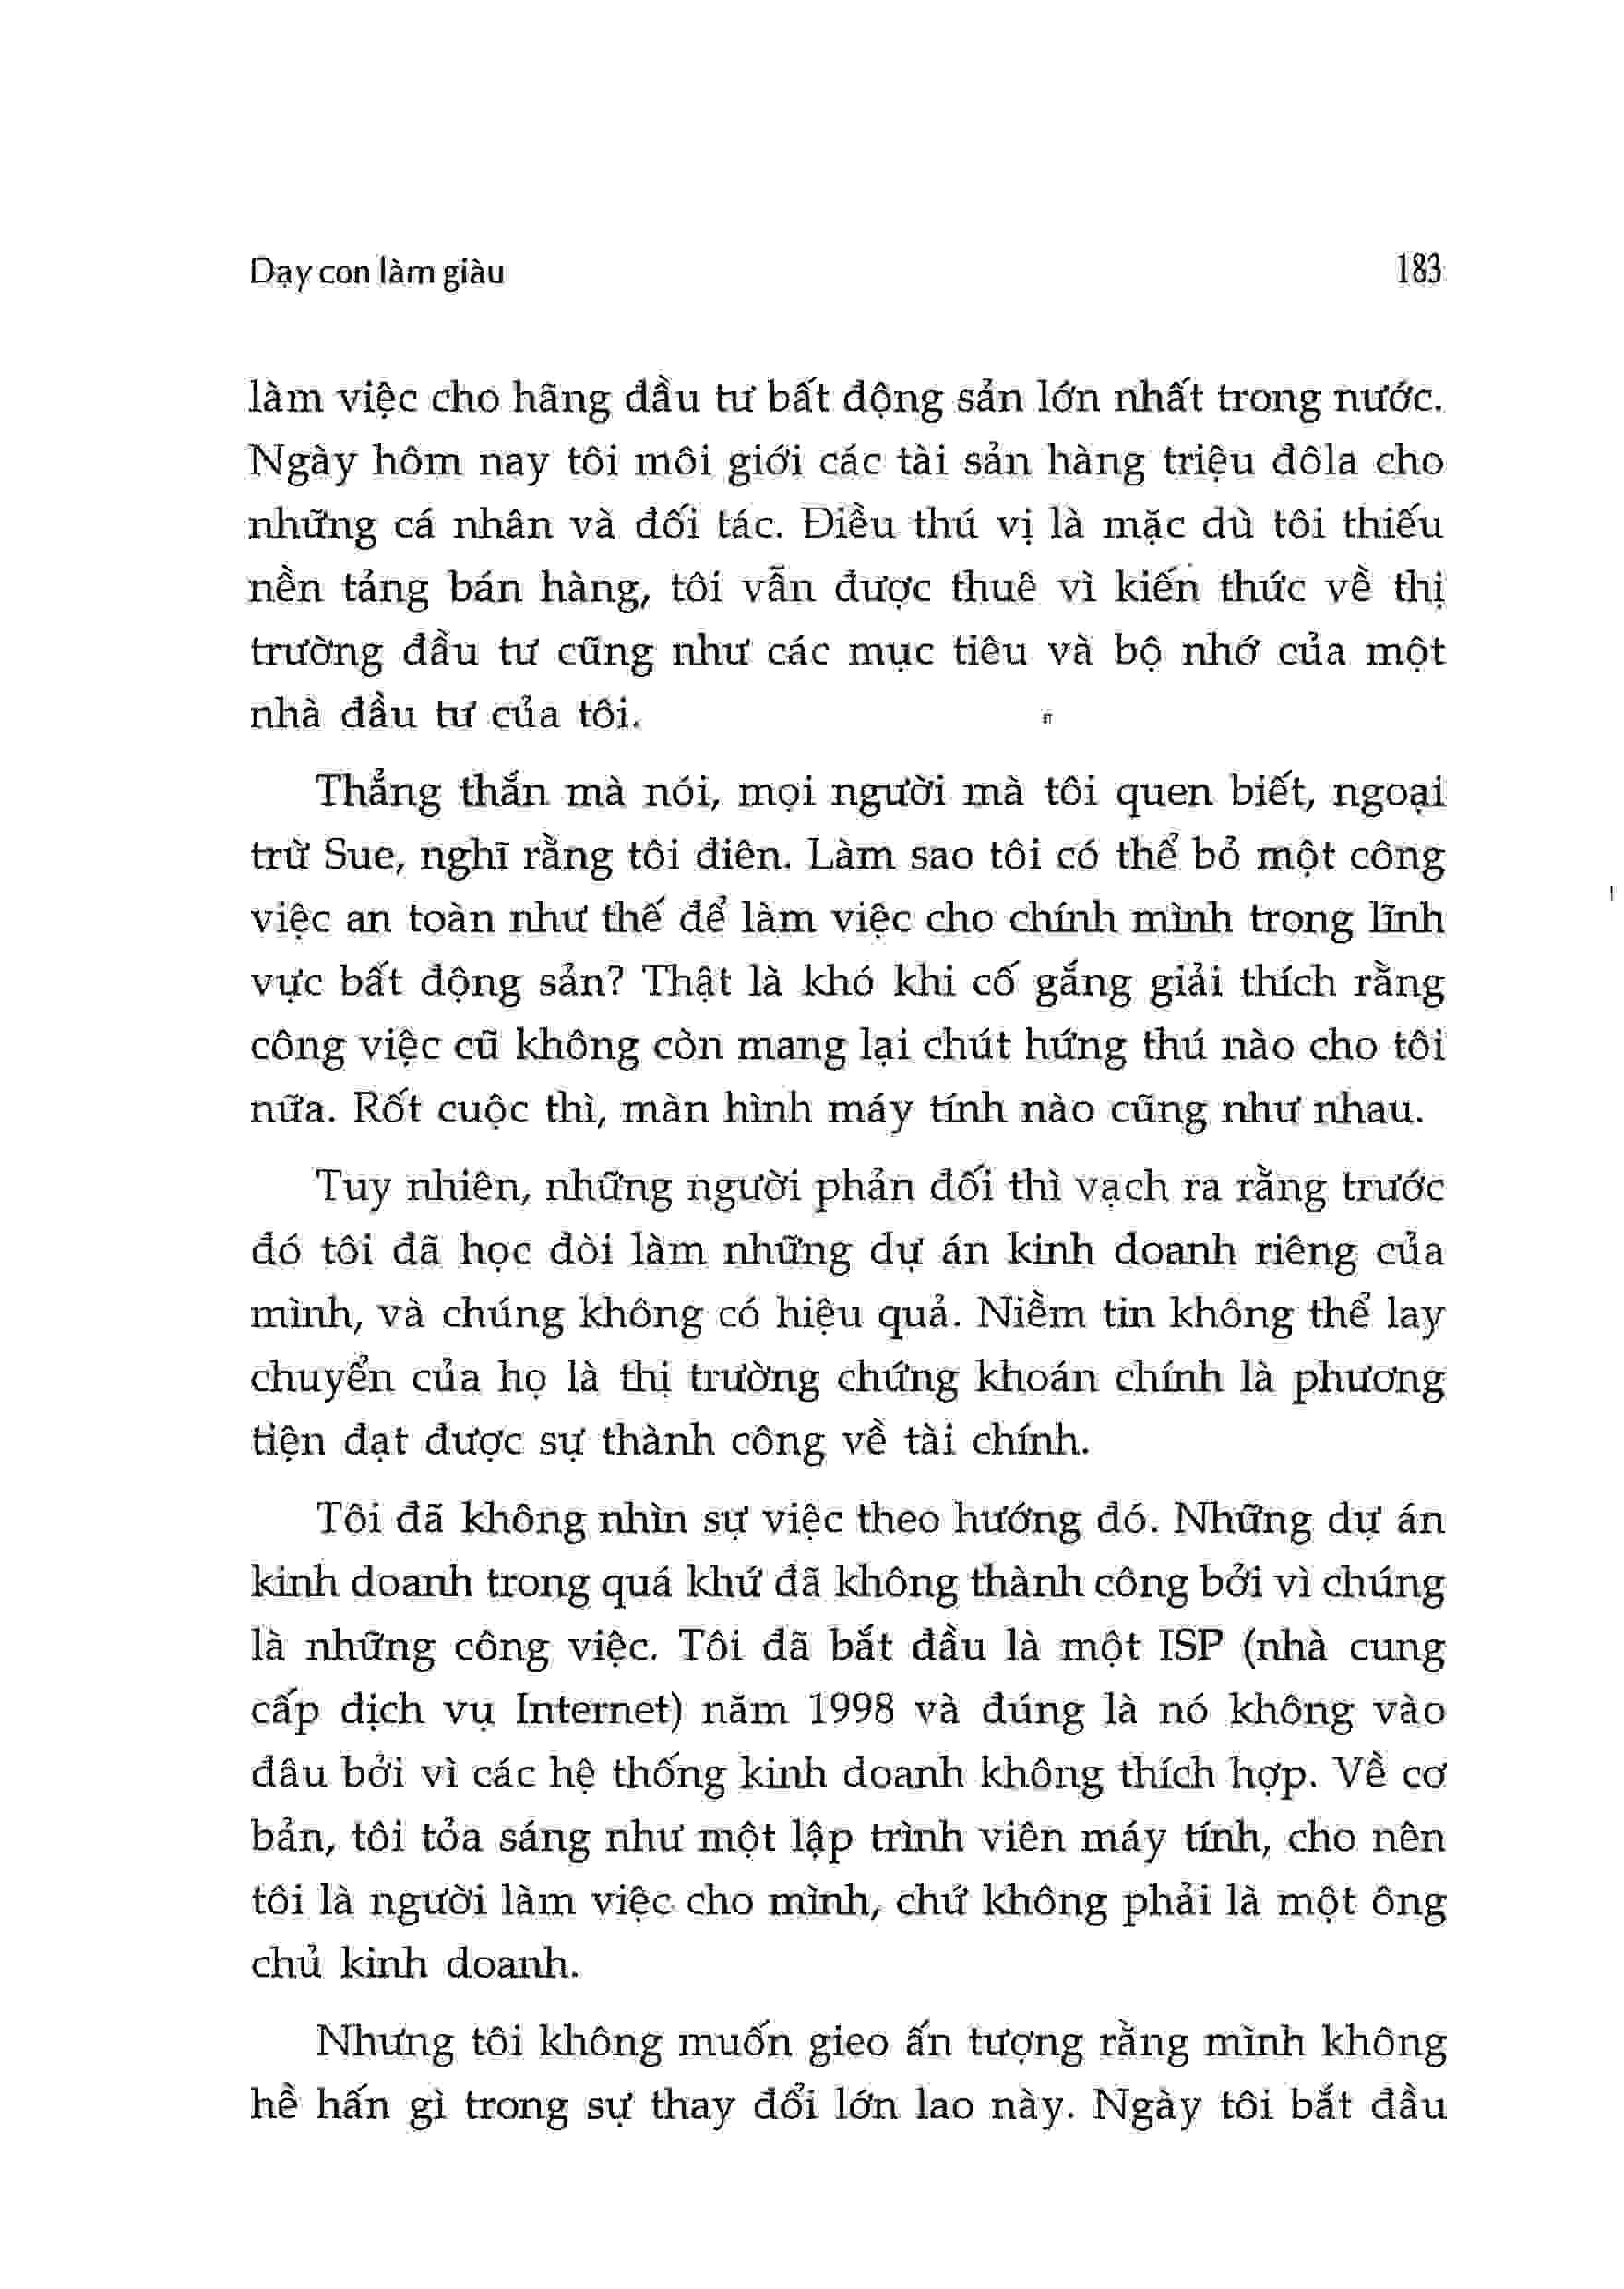 Dạy con làm giàu 183
làm việc cho hãng đầu tư bất động sản lớn nhất trong nước.
Ngày hôm nay tôi môi giới các tài sản hàng triệu đôla cho
những cá nhân và đối tác. Điều thú vị là mặc dù tôi thiếu
nền tảng bán hàng, tôi vẫn được thuê vì kiến thức về thị
trường đầu tư cũng như các mục tiêu và bộ nhớ của một
nhà đầu tư của tôi.
Thẳng thắn mà nói, mọi người mà tôi quen biết, ngoại
trừ Sue, nghĩ rằng tôi điên. Làm sao tôi có thể bỏ một công
việc an toàn như thế để làm việc cho chính mình trong lĩnh
vực bất động sản? Thật là khó khi cố gắng giải thích rằng
công việc cũ không còn mang lại chút hứng thú nào cho tôi
nữa. Rốt cuộc thì, màn hình máy tính nào cũng như nhau.
Tuy nhiên, những người phản đối thì vạch ra rằng trước
đó tôi đã học đòi làm những dự án kinh doanh riêng của
mình, và chúng không có hiệu quả. Niềm tin không thể lay
chuyển của họ là thị trường chứng khoán chính là phương
tiện đạt được sự thành công về tài chính.
Tôi đã không nhìn sự việc theo hướng đó. Những dự án
kinh doanh trong quá khứ đã không thành công bởi vì chúng
là những công việc. Tôi đã bắt đầu là một ISP (nhà cung
cấp dịch vụ Internet) năm 1998 và đúng là nó không vào
đâu bởi vì các hệ thống kinh doanh không thích hợp. Về cơ
bản, tôi tỏa sáng như một lập trình viên máy tính, cho nên
tôi là người làm việc cho mình, chứ không phải là một ông
chủ kinh doanh.
Nhưng tôi không muốn gieo ấn tượng rằng mình không
hề hấn gì trong sự thay đổi lớn lao này. Ngày tôi bắt đầu